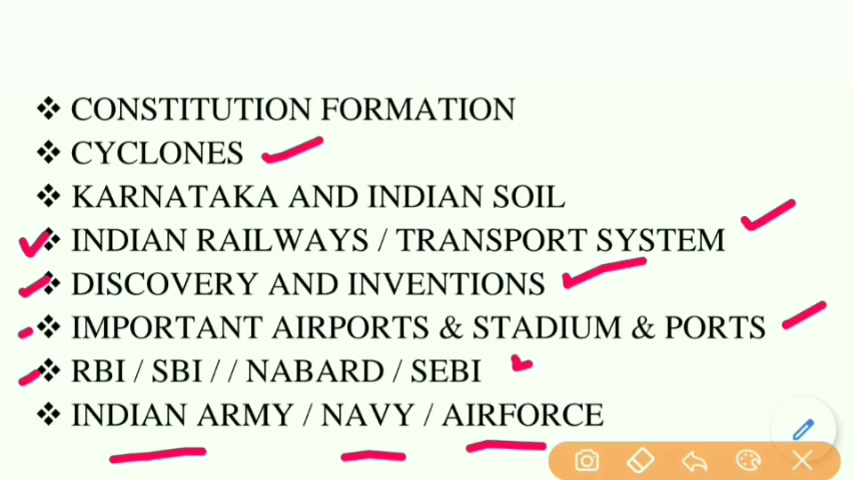 ❖ CONSTITUTION FORMATION
❖ CYCLONES
❖ KARNATAKA AND INDIAN SOIL
❖ INDIAN RAILWAYS / TRANSPORT SYSTEM
❖ DISCOVERY AND INVENTIONS
❖ IMPORTANT AIRPORTS & STADIUM & PORTS
❖ RBI / SBI / / NABARD / SEBI
❖ INDIAN ARMY / NAVY / AIRFORCE